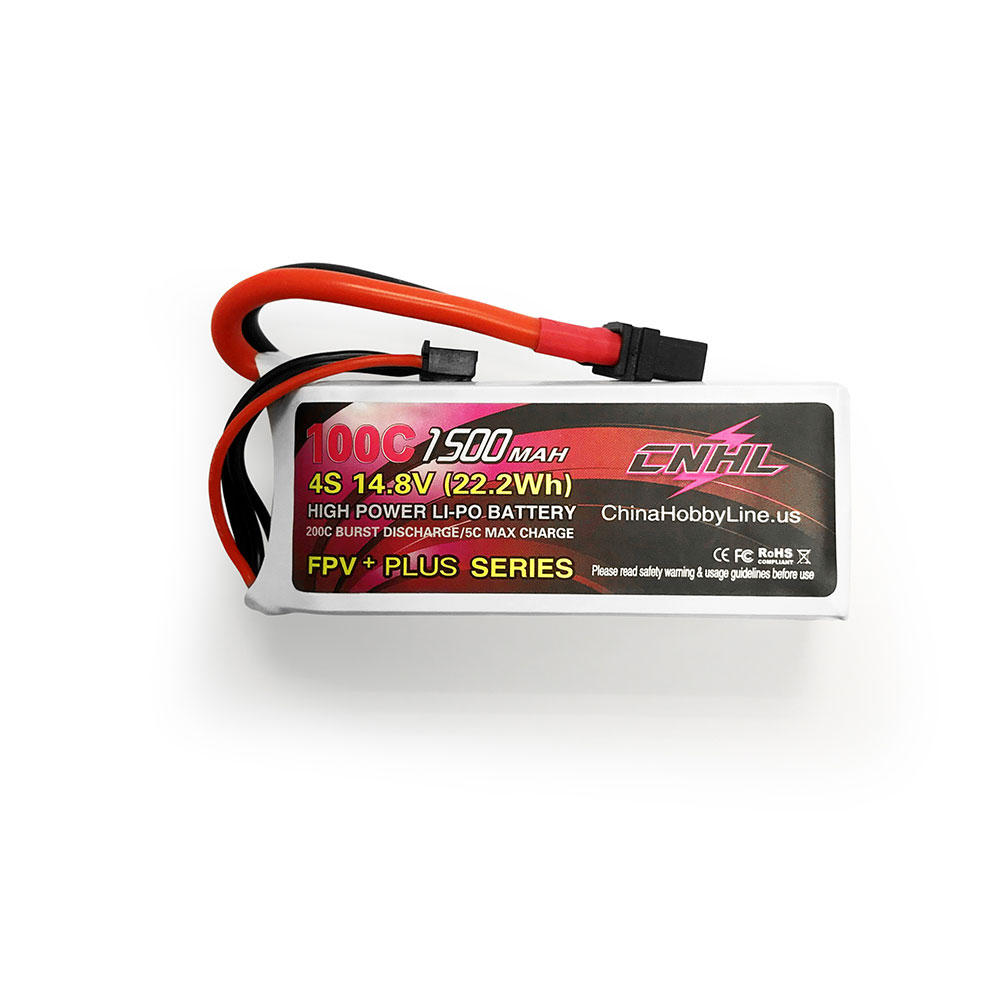 100C 1500MAH
4S 14.8V (22.2Wh)
HIGH POWER LI-PO BATTERY
200C BURST DISCHARGE/5C MAX CHARGE
FPV + PLUS SERIES
CNHL
ChinaHobbyLine.us
CE FC RoHS
COMPLIANT
Please read safety warning & usage guidelines before use